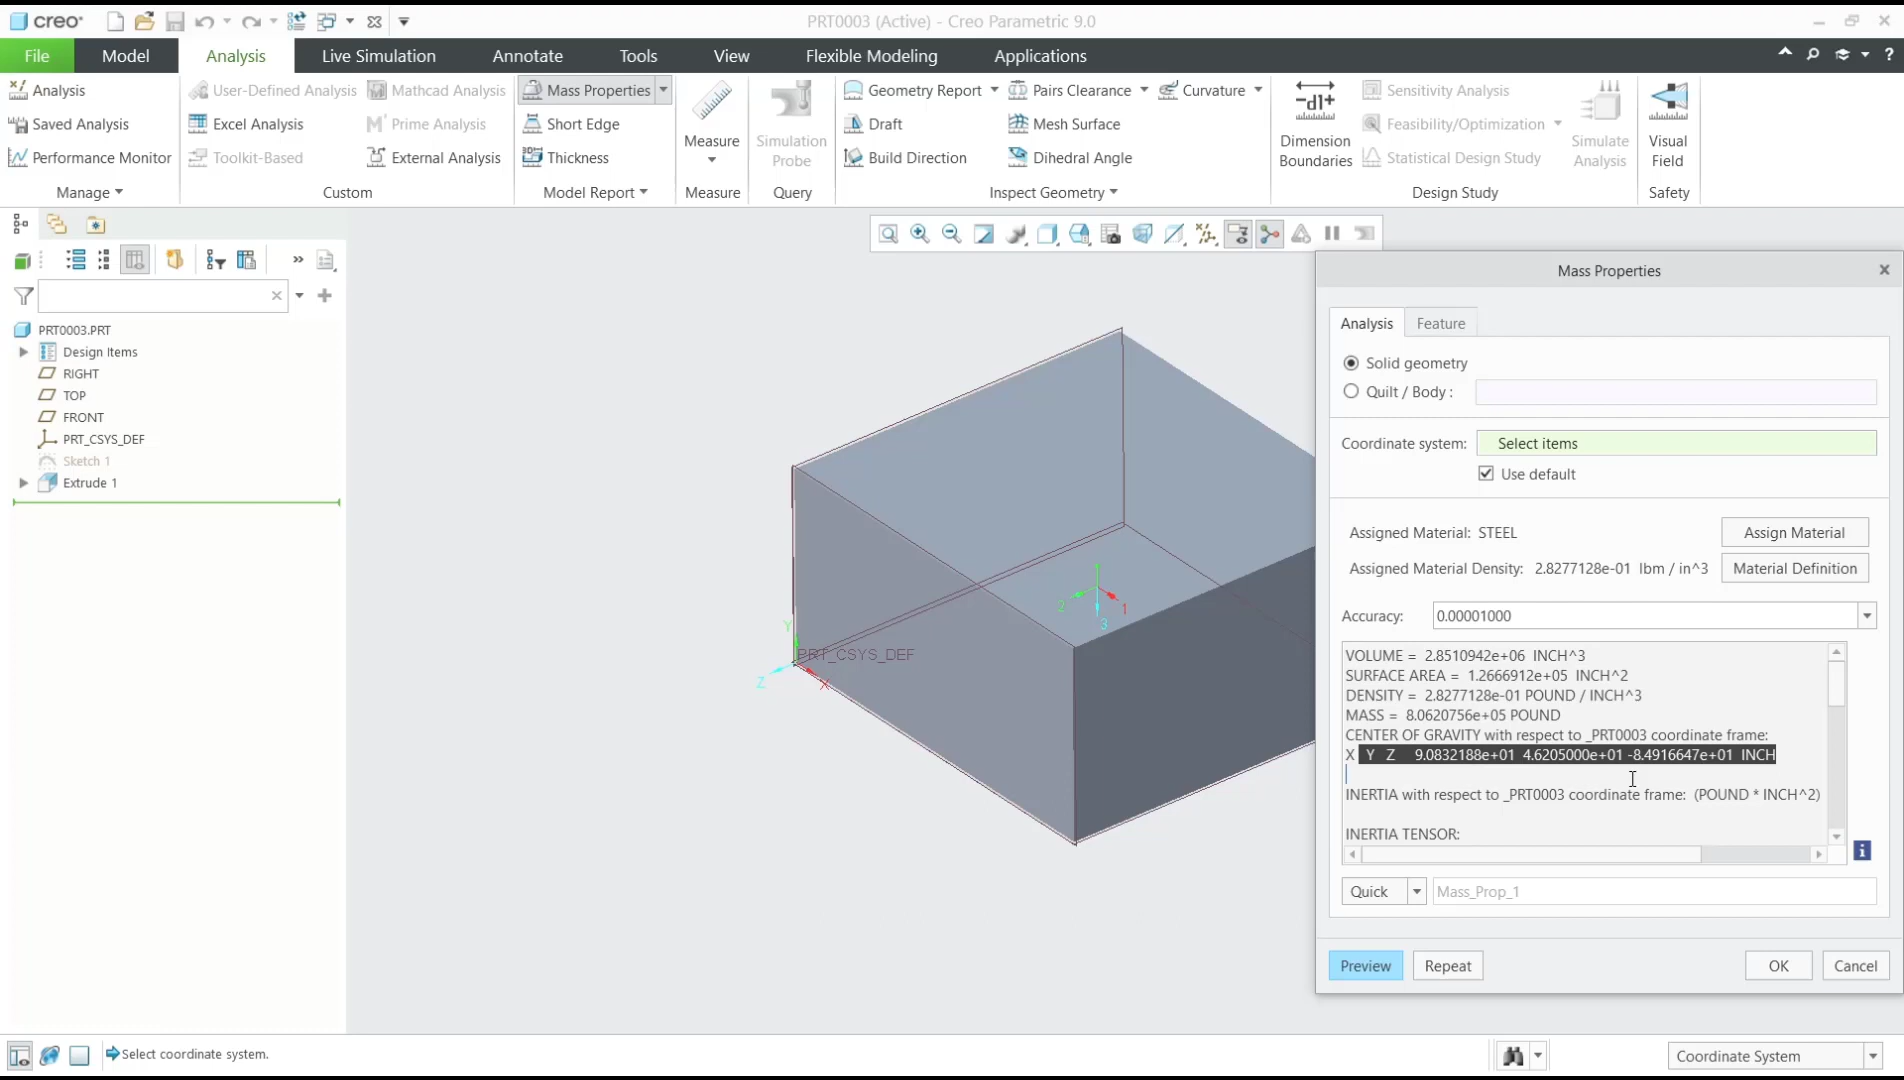 creo
PRT0003 (Active) - Creo Parametric 9.0
File Model Analysis Live Simulation Annotate Tools View Flexible Modeling Applications
Analysis
Saved Analysis
Performance Monitor
Manage
User-Defined Analysis
Excel Analysis
Toolkit-Based
Mathcad Analysis
Prime Analysis
External Analysis
Custom
Mass Properties
Short Edge
Thickness
Model Report
Measure
Measure
Simulation
Probe
Query
Geometry Report
Draft
Build Direction
Pairs Clearance
Mesh Surface
Dihedral Angle
Curvature
Inspect Geometry
Dimension
Boundaries
Sensitivity Analysis
Feasibility/Optimization
Statistical Design Study
Simulate
Analysis
Design Study
Visual
Field
Safety
PRT0003.PRT
Design Items
RIGHT
TOP
FRONT
PRT_CSYS_DEF
Sketch 1
Extrude 1
1
2
3
Y
PRT_CSYS_DEF
Z
X
Mass Properties
Analysis Feature
Solid geometry
Quilt / Body :
Coordinate system: Select items
Use default
Assigned Material: STEEL Assign Material
Assigned Material Density: 2.8277128e-01 lbm / in^3 Material Definition
Accuracy: 0.00001000
VOLUME = 2.8510942e+06 INCH^3
SURFACE AREA = 1.2666912e+05 INCH^2
DENSITY = 2.8277128e-01 POUND / INCH^3
MASS = 8.0620756e+05 POUND
CENTER OF GRAVITY with respect to _PRT0003 coordinate frame:
X Y Z 9.0832188e+01 4.6205000e+01 -8.4916647e+01 INCH
INERTIA with respect to _PRT0003 coordinate frame: (POUND * INCH^2)
INERTIA TENSOR:
Quick Mass_Prop_1
Preview Repeat OK Cancel
Select coordinate system.
Coordinate System